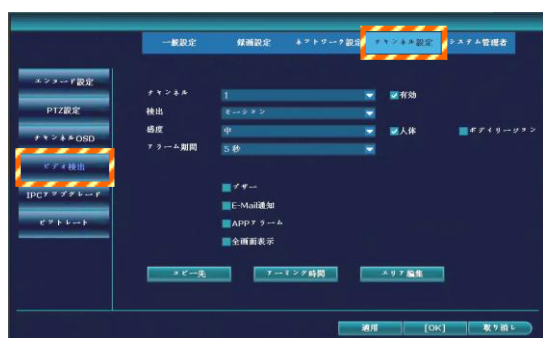 一般設定 録画設定 ネットワーク設定 チャンネル設定 システム管理者
エンコード設定
PTZ設定
チャンネルOSD
ビデオ検出
IPCアップグレード
ビットレート
チャンネル 1 有効
検出 モーション
感度 中 人体 ボディリージョン
アラーム期間 5 秒
ブザー
E-Mail通知
APPアラーム
全画面表示
コピー先 アーミング時間 エリア編集
適用 [OK] 取り消し